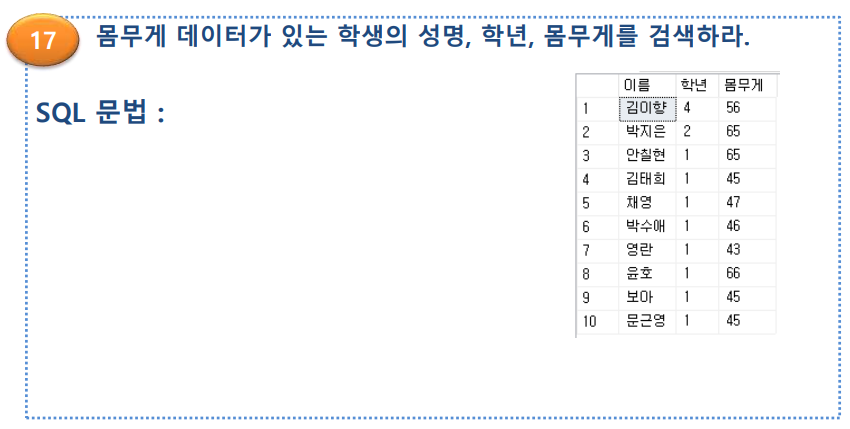 17 몸무게 데이터가 있는 학생의 성명, 학년, 몸무게를 검색하라.
SQL 문법 :
이름 학년 몸무게
1 김이향 4 56
2 박지은 2 65
3 안칠현 1 65
4 김태희 1 45
5 채영 1 47
6 박수애 1 46
7 영란 1 43
8 윤호 1 66
9 보아 1 45
10 문근영 1 45